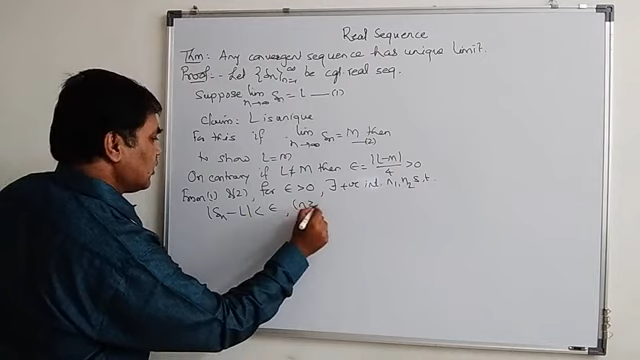 Real Sequence
Thm: Any convergent sequence has unique limit.
Proof:- Let {Sn}∞n=1 be cgt real seq.
Suppose lim n→∞ Sn = L —(1)
Claim: L is unique
For this if lim n→∞ Sn = M then —(2)
to show L = M
On contrary if L ≠ M then ϵ = |L-M|/4 > 0
From (1) & (2), for ϵ > 0, ∃ +ve int. n1, n2 s.t.
|Sn - L| < ϵ, (n≥